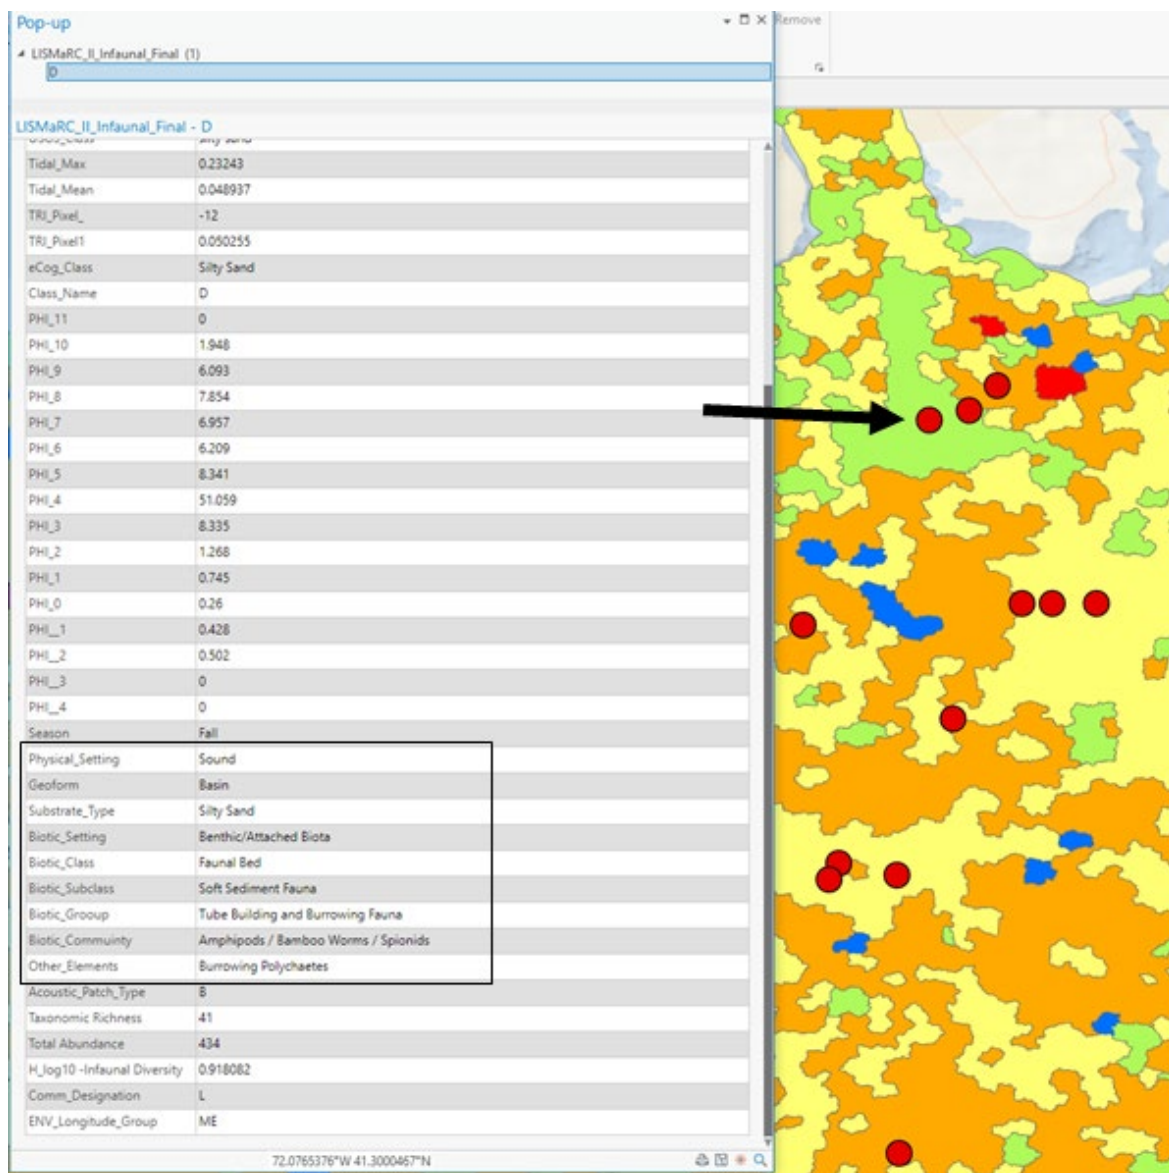 Pop-up
Remove
LISMaRC_II_Infaunal_Final (1)
D
LISMaRC_II_Infaunal_Final - D
Tidal_Max 0.23243
Tidal_Mean 0.048937
TRI_Pixel_ -12
TRI_Pixel1 0.050255
eCog_Class Silty Sand
Class_Name D
PHI_11 0
PHI_10 1.948
PHI_9 6.093
PHI_8 7.854
PHI_7 6.957
PHI_6 6.209
PHI_5 8.341
PHI_4 51.059
PHI_3 8.335
PHI_2 1.268
PHI_1 0.745
PHI_0 0.26
PHI__1 0.428
PHI__2 0.502
PHI__3 0
PHI__4 0
Season Fall
Physical_Setting Sound
Geoform Basin
Substrate_Type Silty Sand
Biotic_Setting Benthic/Attached Biota
Biotic_Class Faunal Bed
Biotic_Subclass Soft Sediment Fauna
Biotic_Grooup Tube Building and Burrowing Fauna
Biotic_Commuinty Amphipods / Bamboo Worms / Spionids
Other_Elements Burrowing Polychaetes
Acoustic_Patch_Type B
Taxonomic Richness 41
Total Abundance 434
H_log10 -Infaunal Diversity 0.918082
Comm_Designation L
ENV_Longitude_Group ME
72.0765376°W 41.3000467°N